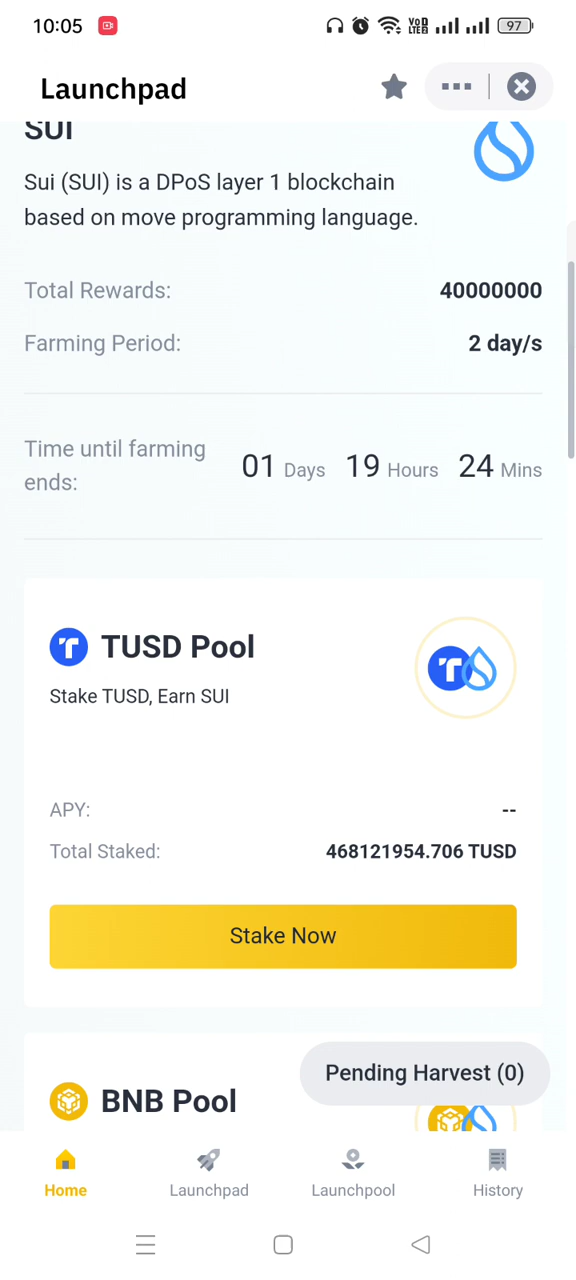 10:05
VoD
LTE 2
97
Launchpad
SUI
Sui (SUI) is a DPoS layer 1 blockchain
based on move programming language.
Total Rewards: 40000000
Farming Period: 2 day/s
Time until farming
ends:
01 Days 19 Hours 24 Mins
TUSD Pool
Stake TUSD, Earn SUI
APY: --
Total Staked: 468121954.706 TUSD
Stake Now
Pending Harvest (0)
BNB Pool
Home Launchpad Launchpool History